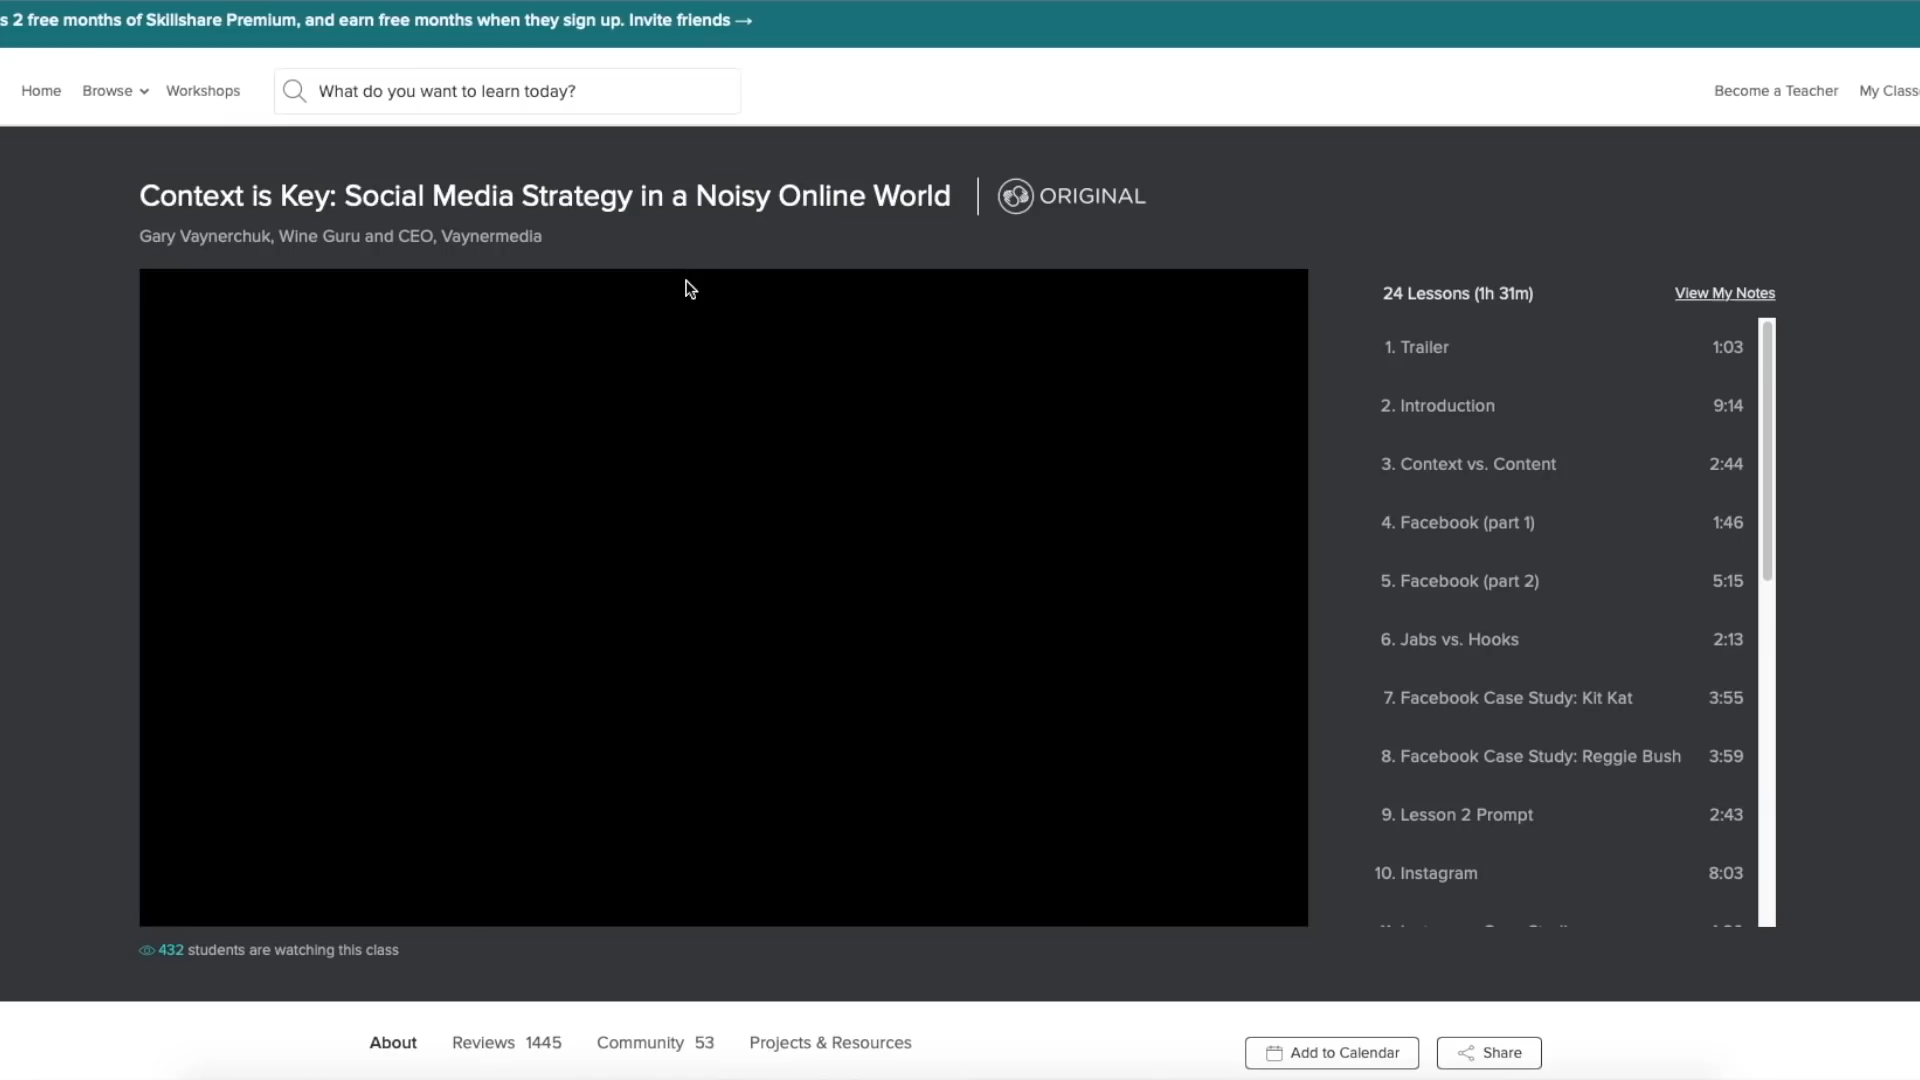 s 2 free months of Skillshare Premium, and earn free months when they sign up. Invite friends →
Home Browse Workshops What do you want to learn today? Become a Teacher My Class
Context is Key: Social Media Strategy in a Noisy Online World ORIGINAL
Gary Vaynerchuk, Wine Guru and CEO, Vaynermedia
24 Lessons (1h 31m) View My Notes
1. Trailer 1:03
2. Introduction 9:14
3. Context vs. Content 2:44
4. Facebook (part 1) 1:46
5. Facebook (part 2) 5:15
6. Jabs vs. Hooks 2:13
7. Facebook Case Study: Kit Kat 3:55
8. Facebook Case Study: Reggie Bush 3:59
9. Lesson 2 Prompt 2:43
10. Instagram 8:03
432 students are watching this class
About Reviews 1445 Community 53 Projects & Resources Add to Calendar Share